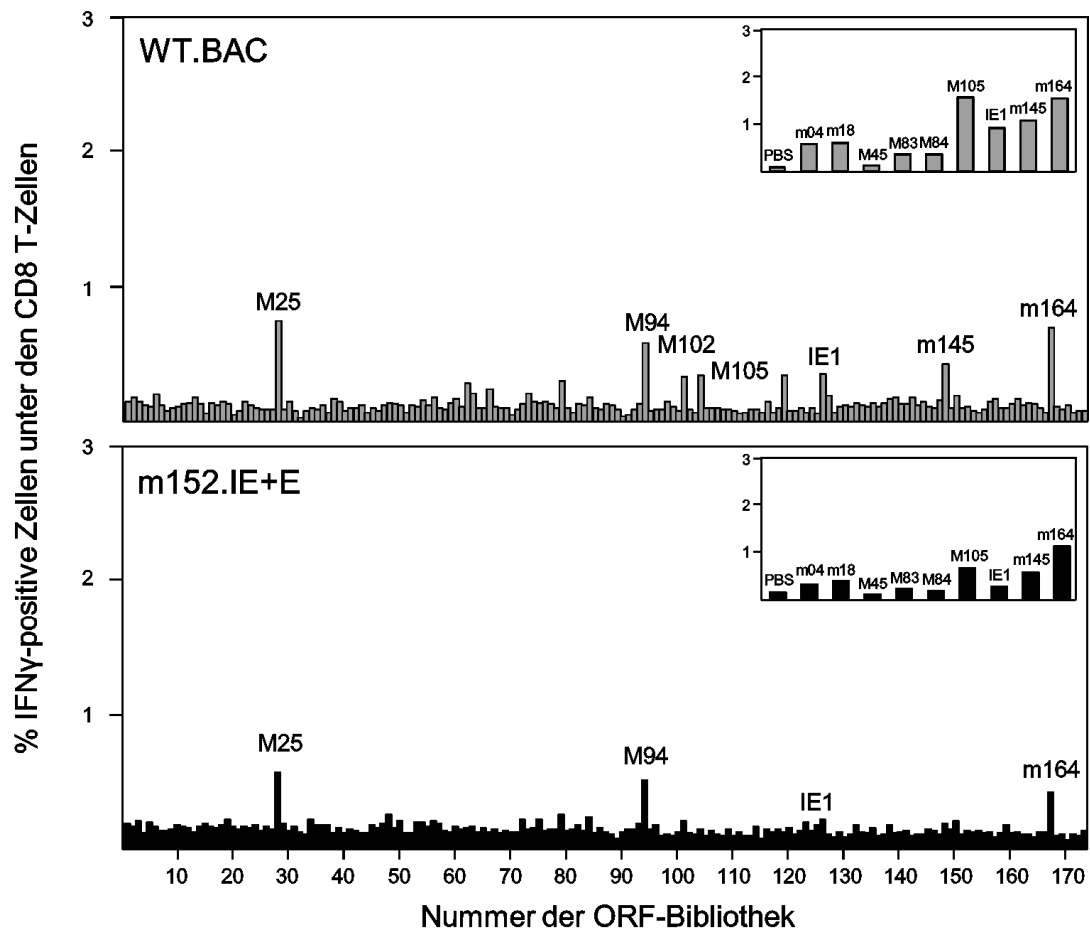 % IFNγ-positive Zellen unter den CD8 T-Zellen
3
2
1
WT.BAC
M25
M94
M102
M105
IE1
m145
m164
3
2
1
PBS
m04
m18
M45
M83
M84
M105
IE1
m145
m164
3
2
1
m152.IE+E
M25
M94
IE1
m164
3
2
1
PBS
m04
m18
M45
M83
M84
M105
IE1
m145
m164
10 20 30 40 50 60 70 80 90 100 110 120 130 140 150 160 170
Nummer der ORF-Bibliothek